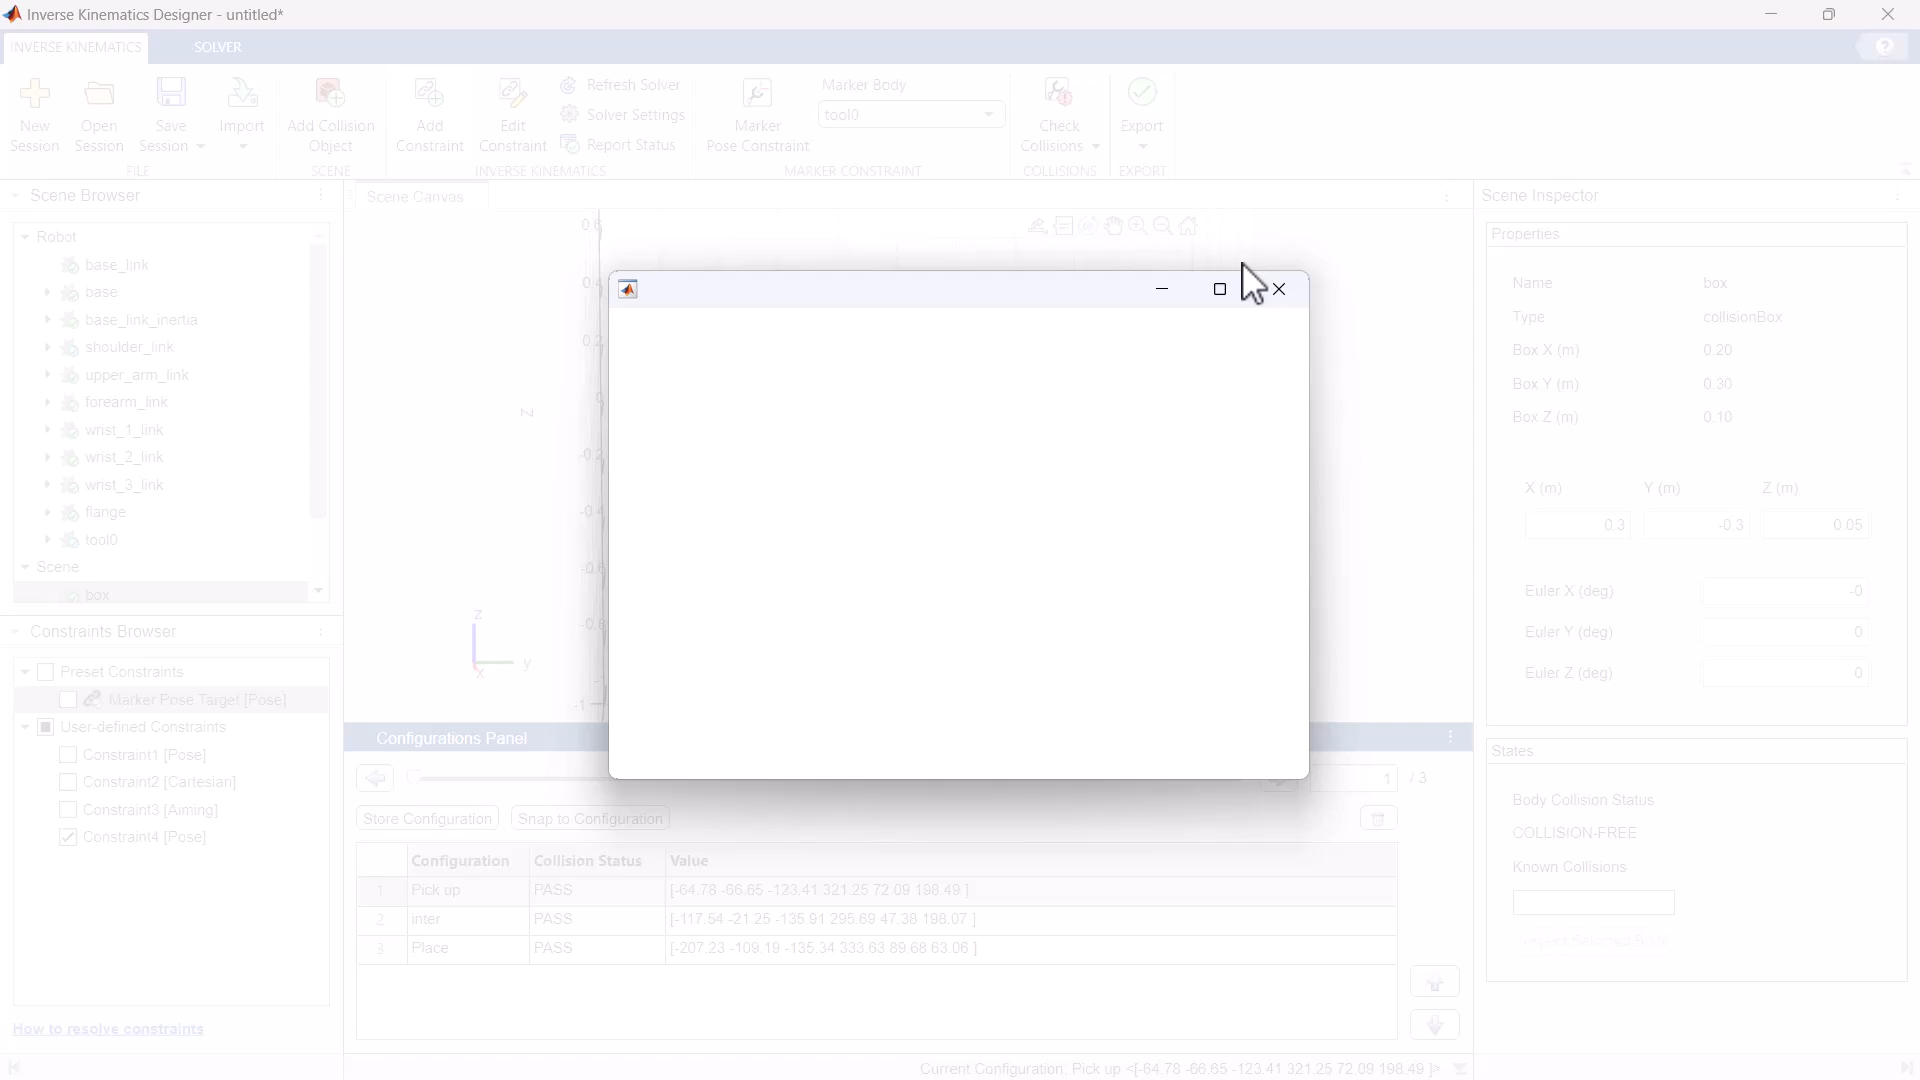 Inverse Kinematics Designer - untitled*
INVERSE KINEMATICS
SOLVER
New Session
Open Session
Save Session
Import
FILE
Add Collision Object
SCENE
Add Constraint
Edit Constraint
Refresh Solver
Solver Settings
Report Status
INVERSE KINEMATICS
Marker Pose Constraint
Marker Body
tool0
MARKER CONSTRAINT
Check Collisions
COLLISIONS
Export
EXPORT
Scene Browser
Robot
base_link
base
base_link_inertia
shoulder_link
upper_arm_link
forearm_link
wrist_1_link
wrist_2_link
wrist_3_link
flange
tool0
Scene
box
Constraints Browser
Preset Constraints
Marker Pose Target [Pose]
User-defined Constraints
Constraint1 [Pose]
Constraint2 [Cartesian]
Constraint3 [Aiming]
Constraint4 [Pose]
How to resolve constraints
Scene Canvas
Z
Z
y
X
Configurations Panel
1 / 3
Store Configuration
Snap to Configuration
Configuration Collision Status Value
1 Pick up PASS [-64.78 -66.65 -123.41 321.25 72.09 198.49 ]
2 inter PASS [-117.54 -21.25 -135.91 295.69 47.38 198.07 ]
3 Place PASS [-207.23 -109.19 -135.34 333.63 89.68 63.06 ]
Current Configuration: Pick up <[-64.78 -66.65 -123.41 321.25 72.09 198.49 ]>
Scene Inspector
Properties
Name box
Type collisionBox
Box X (m) 0.20
Box Y (m) 0.30
Box Z (m) 0.10
X (m) Y (m) Z (m)
0.3 -0.3 0.05
Euler X (deg) -0
Euler Y (deg) 0
Euler Z (deg) 0
States
Body Collision Status
COLLISION-FREE
Known Collisions